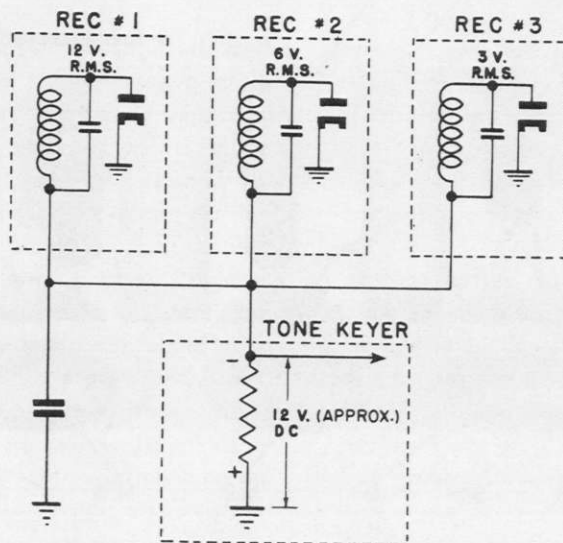 REC #1
REC #2
REC #3
12 V.
R.M.S.
6 V.
R.M.S.
3 V.
R.M.S.
TONE KEYER
-
12 V. (APPROX.)
DC
+